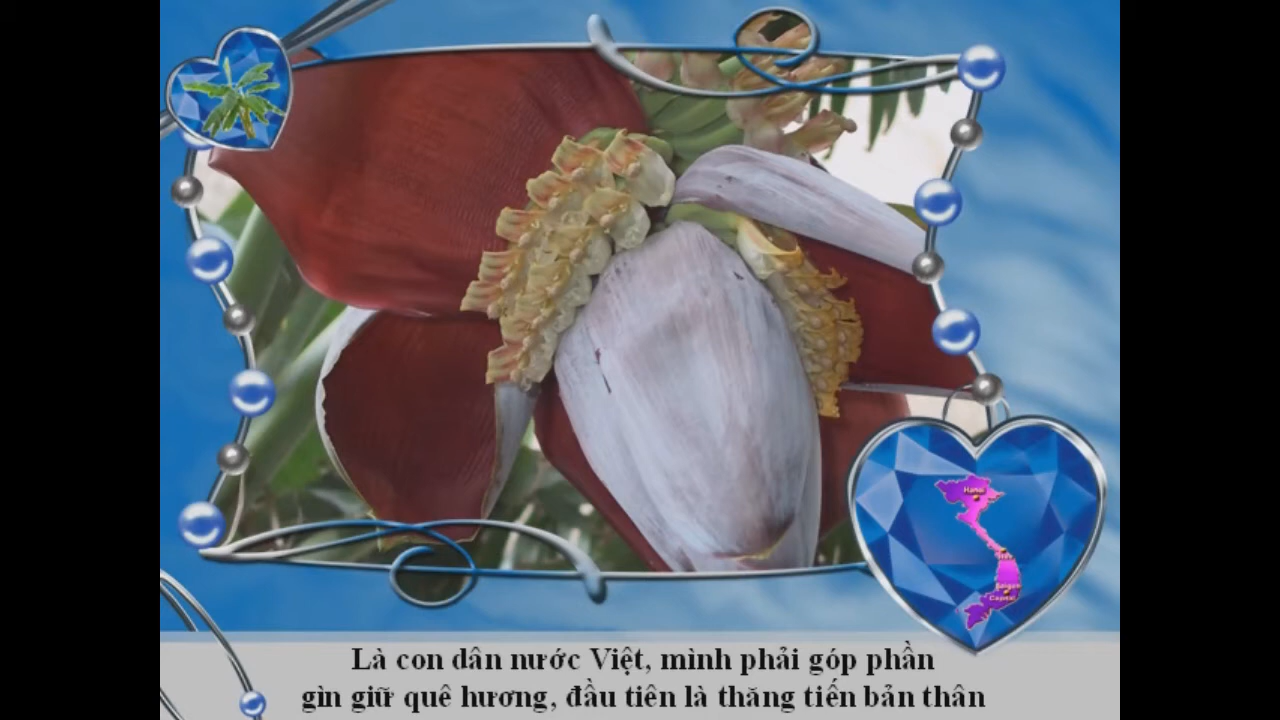 Hanoi
Là con dân nước Việt, mình phải góp phần
gìn giữ quê hương, đầu tiên là thăng tiến bản thân